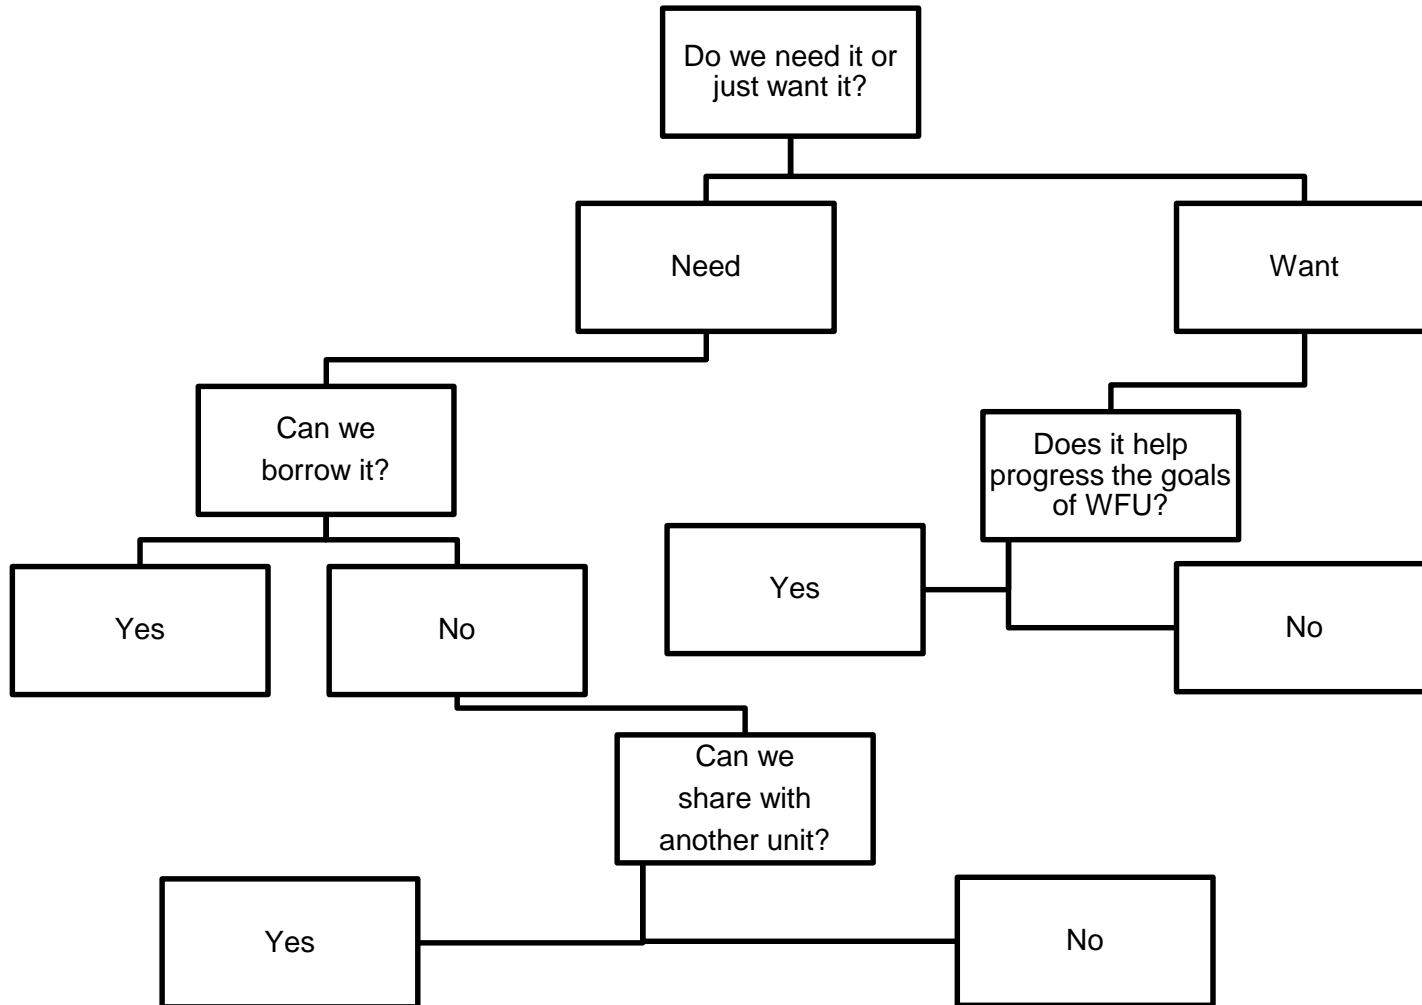 Do we need it or
just want it?
Need
Want
Can we
borrow it?
Does it help
progress the goals
of WFU?
Yes
No
Yes
No
Can we
share with
another unit?
Yes
No